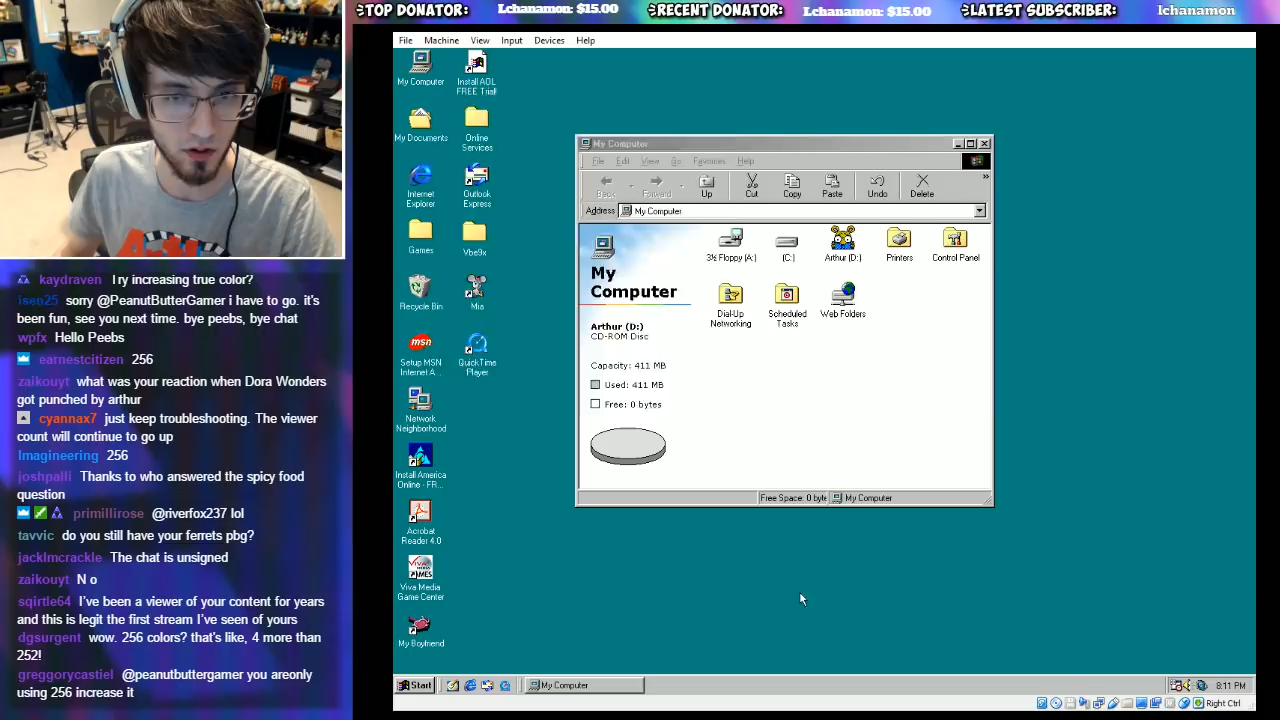 TOP DONATOR:
Lchanamon: $15.00
RECENT DONATOR:
Lchanamon: $15.00
LATEST SUBSCRIBER:
lchanamon
File Machine View Input Devices Help
My Computer
Install AOL
FREE Trial!
My Documents
Online
Services
Internet
Explorer
Outlook
Express
Games
Vbe9x
Recycle Bin
Mia
msn
Setup MSN
Internet A...
QuickTime
Player
Network
Neighborhood
Install America
Online - FR...
Acrobat
Reader 4.0
Viva Media
Game Center
My Boyfriend
My Computer
File Edit View Go Favorites Help
Back Forward Up Cut Copy Paste Undo Delete
Address My Computer
My
Computer
Arthur (D:)
CD-ROM Disc
Capacity: 411 MB
Used: 411 MB
Free: 0 bytes
3½ Floppy (A:)
(C:)
Arthur (D:)
Printers
Control Panel
Dial-Up
Networking
Scheduled
Tasks
Web Folders
Free Space: 0 byte My Computer
kaydraven I ry increasing true color?
isen25 sorry @PeanutButterGamer i have to go. it's
been fun, see you next time. bye peebs, bye chat
wpfx Hello Peebs
earnestcitizen 256
zaikouyt what was your reaction when Dora Wonders
got punched by arthur
cyannax7 just keep troubleshooting. The viewer
count will continue to go up
Imagineering 256
joshpalli Thanks to who answered the spicy food
question
primillirose @riverfox237 lol
tavvic do you still have your ferrets pbg?
jacklmcrackle The chat is unsigned
zaikouyt N o
sqirtle64 I've been a viewer of your content for years
and this is legit the first stream I've seen of yours
dgsurgent wow. 256 colors? that's like, 4 more than
252!
greggorycastiel @peanutbuttergamer you areonly
using 256 increase it
Start My Computer 8:11 PM
Right Ctrl